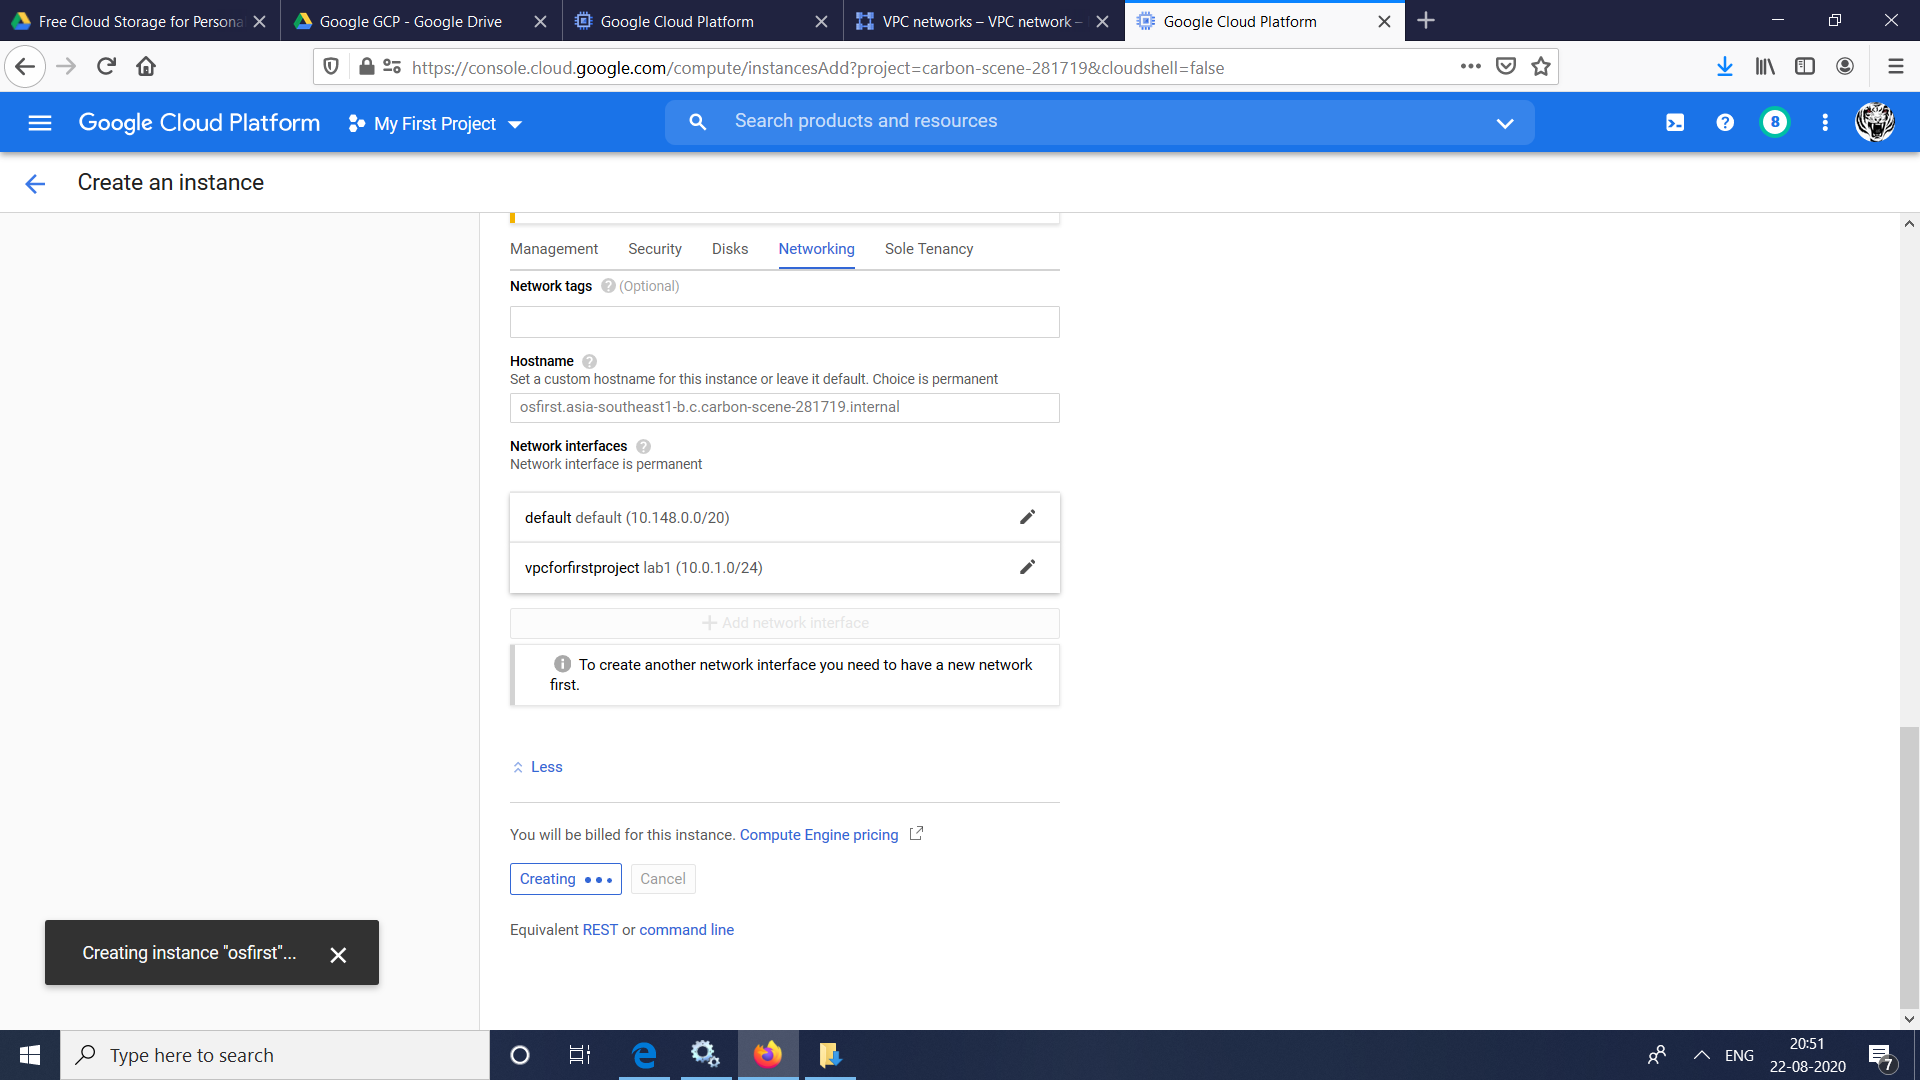 Free Cloud Storage for Persona
Google GCP - Google Drive
Google Cloud Platform
VPC networks – VPC network –
Google Cloud Platform
https://console.cloud.google.com/compute/instancesAdd?project=carbon-scene-281719&cloudshell=false
Google Cloud Platform
My First Project
Search products and resources
8
Create an instance
Management
Security
Disks
Networking
Sole Tenancy
Network tags (Optional)
Hostname
Set a custom hostname for this instance or leave it default. Choice is permanent
osfirst.asia-southeast1-b.c.carbon-scene-281719.internal
Network interfaces
Network interface is permanent
default default (10.148.0.0/20)
vpcforfirstproject lab1 (10.0.1.0/24)
+ Add network interface
To create another network interface you need to have a new network
first.
Less
You will be billed for this instance. Compute Engine pricing
Creating
Cancel
Equivalent REST or command line
Creating instance "osfirst"...
Type here to search
ENG
20:51
22-08-2020
7